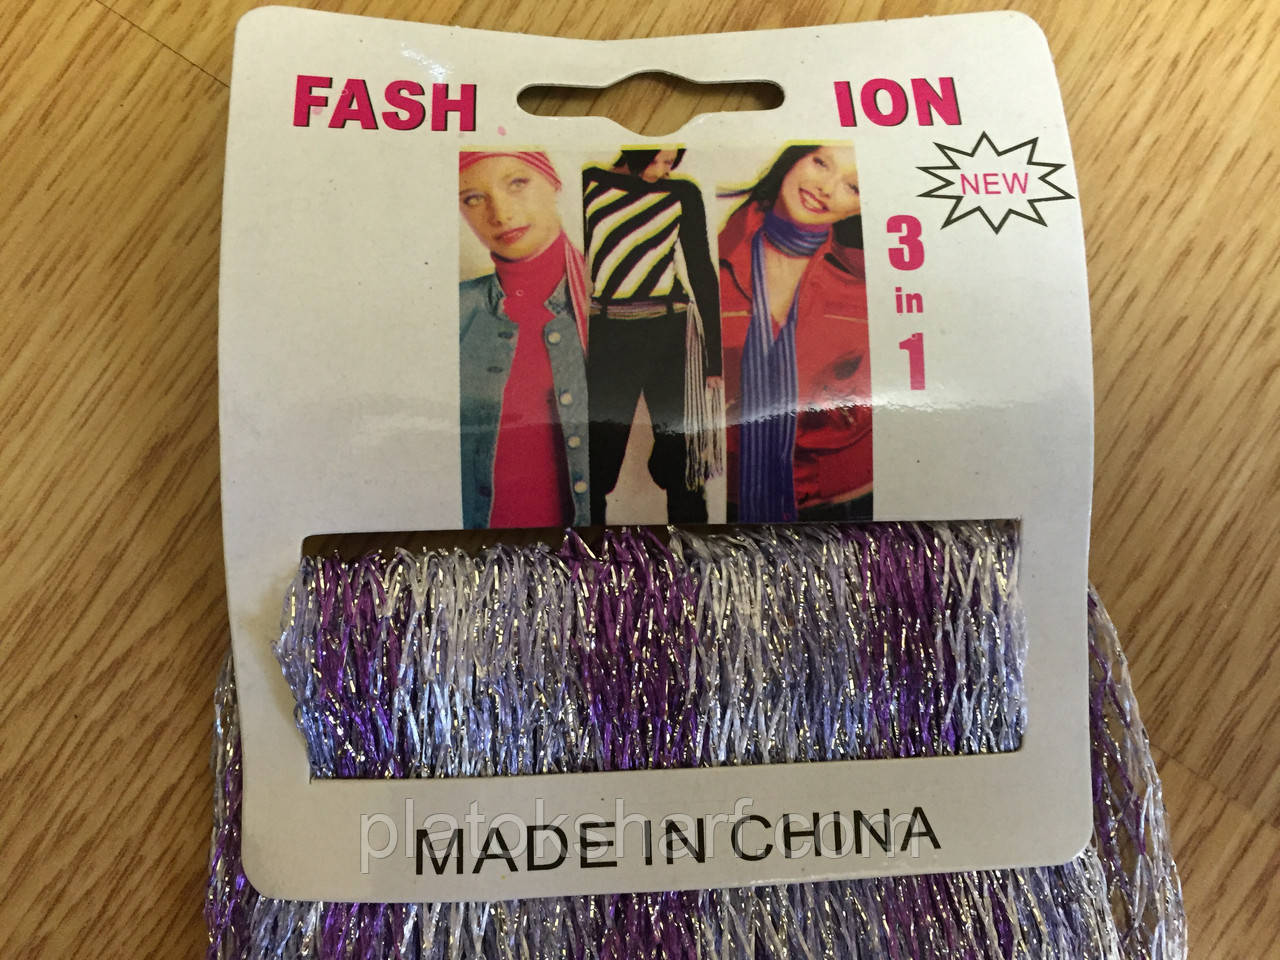 FASH ION
NEW
3
in
1
MADE IN CHINA
platoksharf.com